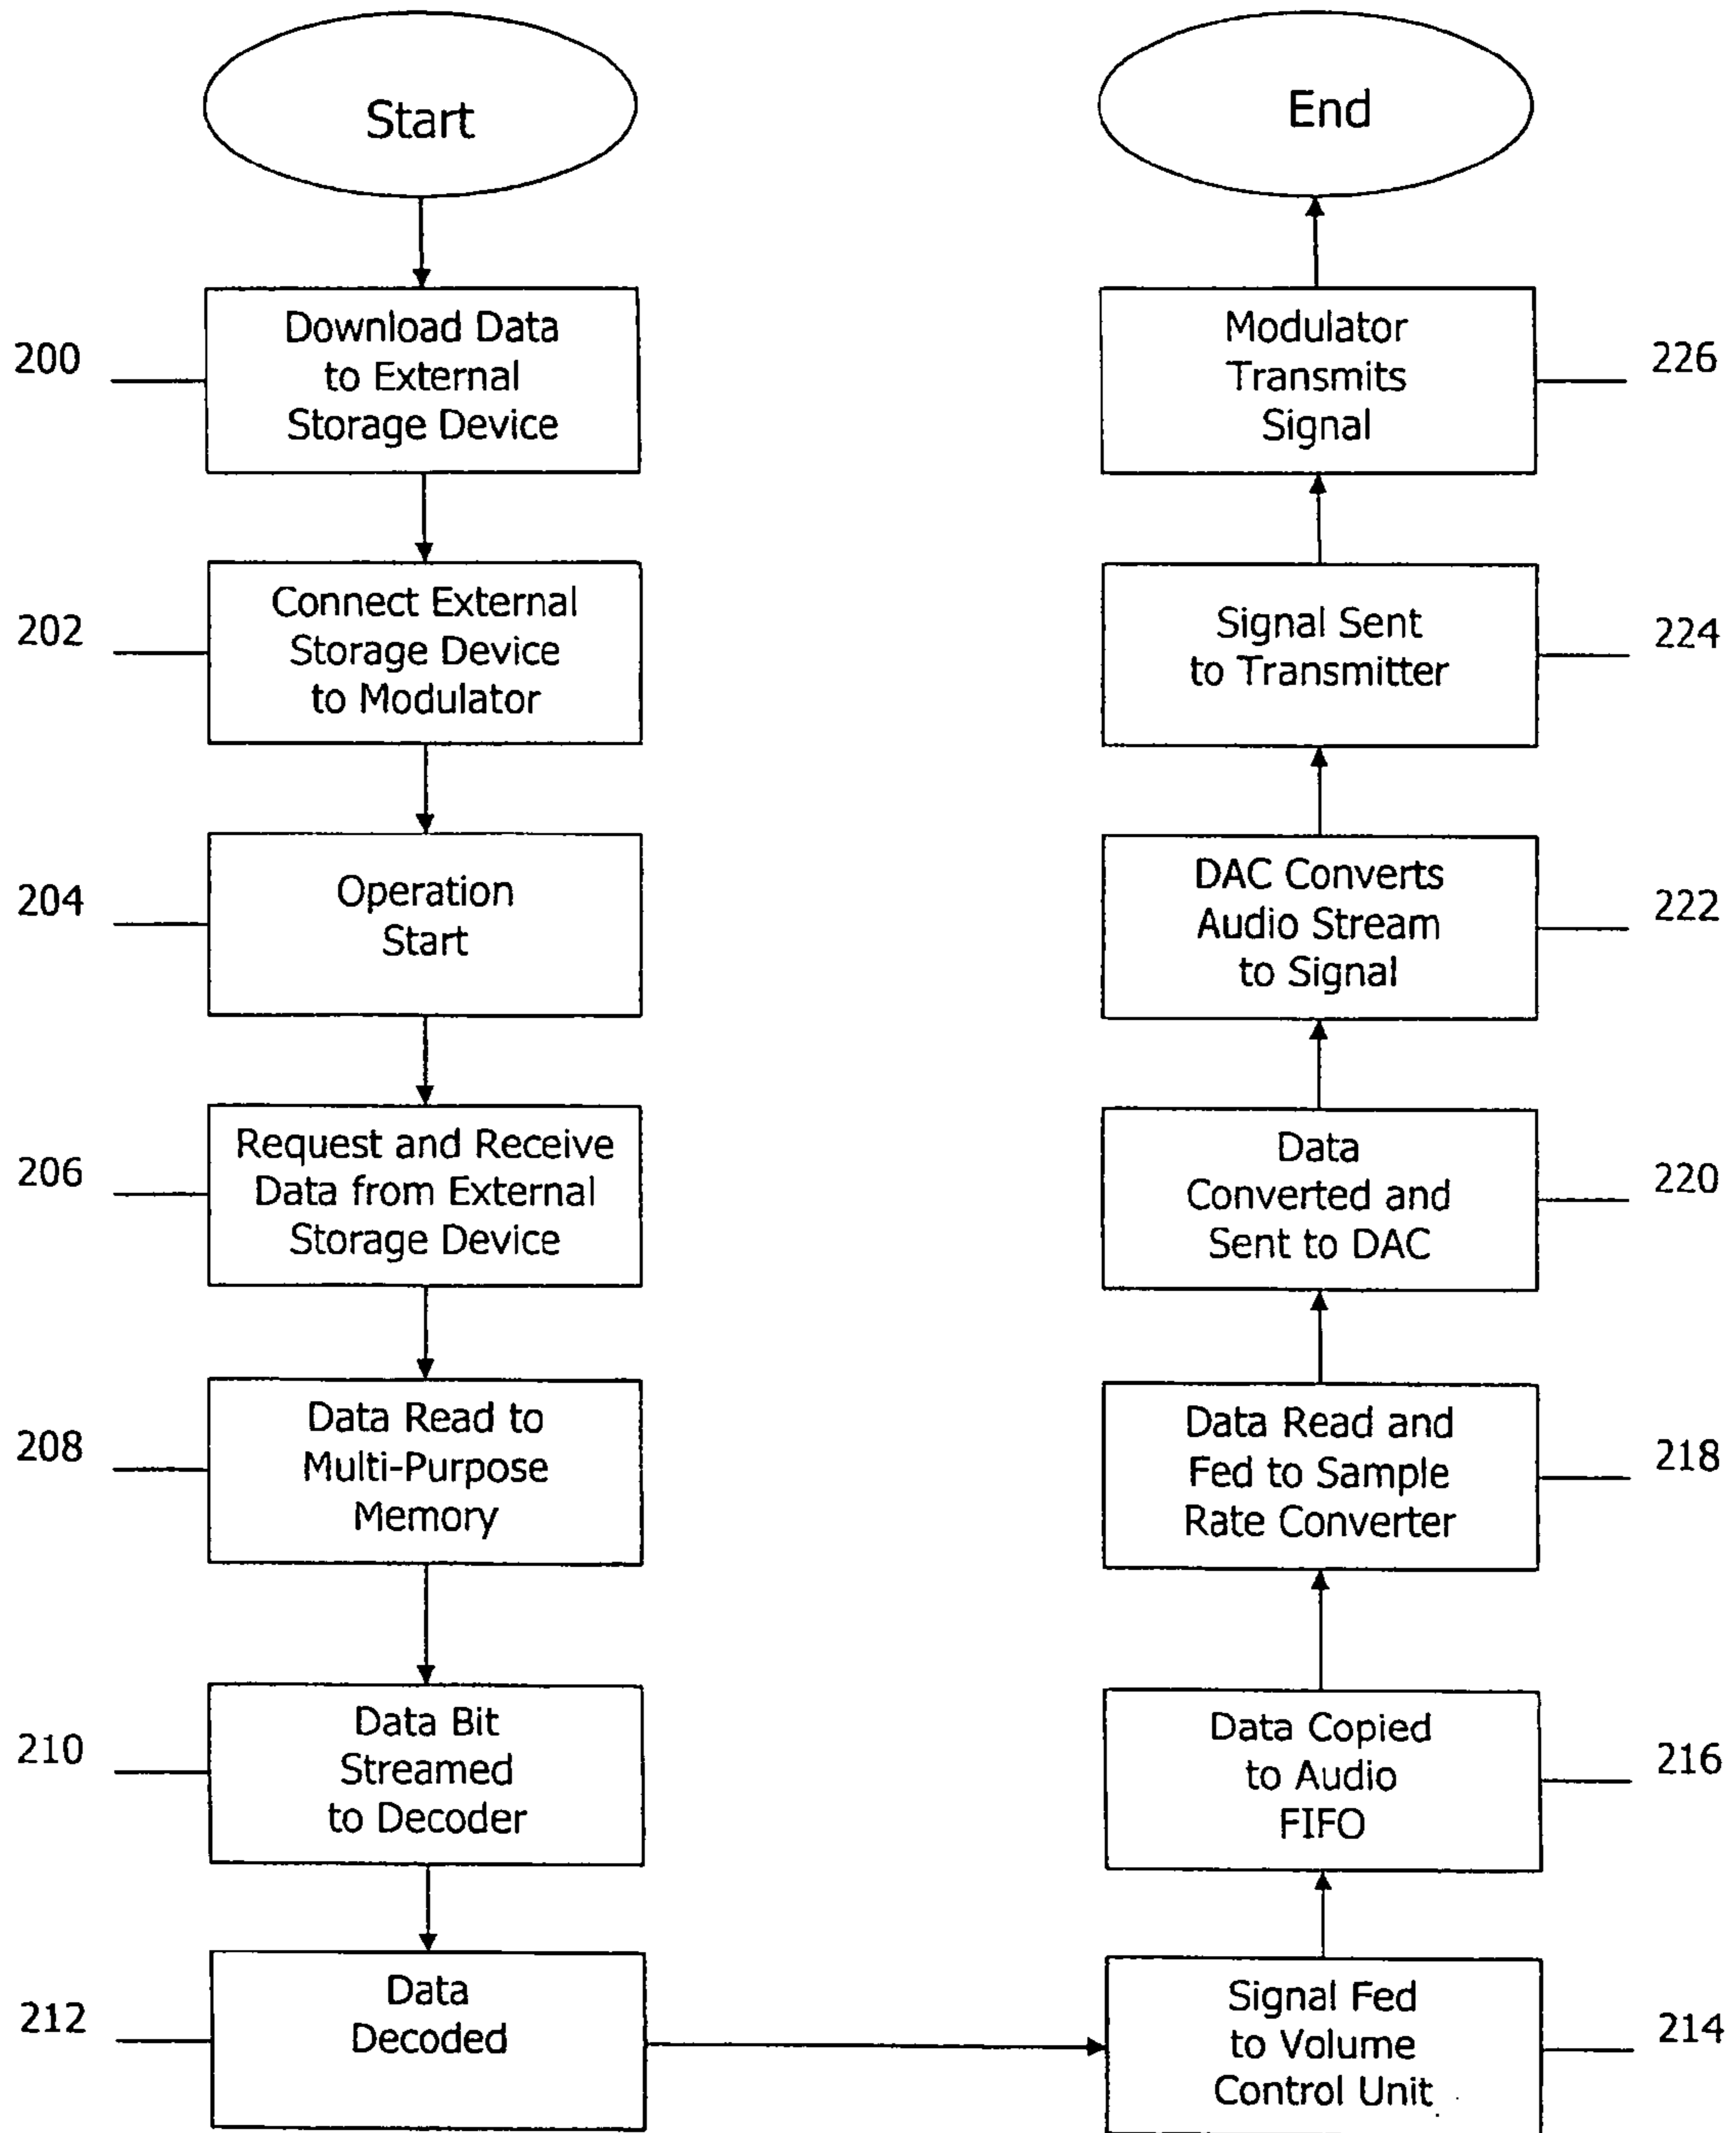 Start
200
Download Data
to External
Storage Device
202
Connect External
Storage Device
to Modulator
204
Operation
Start
206
Request and Receive
Data from External
Storage Device
208
Data Read to
Multi-Purpose
Memory
210
Data Bit
Streamed
to Decoder
212
Data
Decoded
Signal Fed
to Volume
Control Unit
214
Data Copied
to Audio
FIFO
216
Data Read and
Fed to Sample
Rate Converter
218
Data
Converted and
Sent to DAC
220
DAC Converts
Audio Stream
to Signal
222
Signal Sent
to Transmitter
224
Modulator
Transmits
Signal
226
End